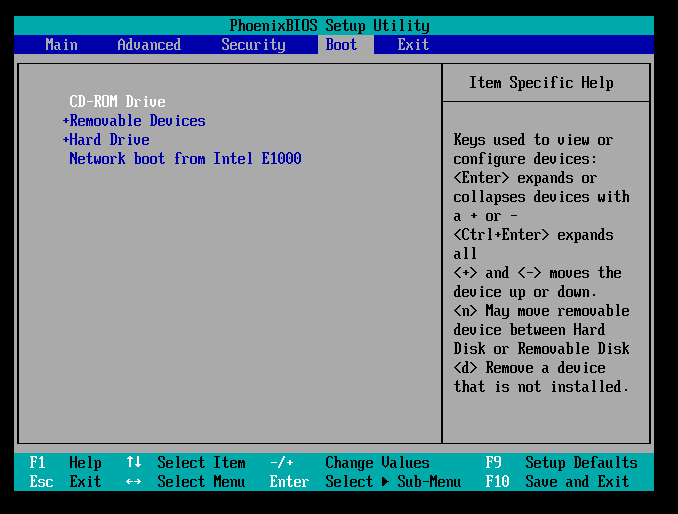 PhoenixBIOS Setup Utility
Main Advanced Security Boot Exit
CD-ROM Drive
+Removable Devices
+Hard Drive
Network boot from Intel E1000
Item Specific Help
Keys used to view or
configure devices:
<Enter> expands or
collapses devices with
a + or -
<Ctrl+Enter> expands
all
<+> and <-> moves the
device up or down.
<n> May move removable
device between Hard
Disk or Removable Disk
<d> Remove a device
that is not installed.
F1 Help ↑↓ Select Item -/+ Change Values F9 Setup Defaults
Esc Exit ↔ Select Menu Enter Select ▶ Sub-Menu F10 Save and Exit